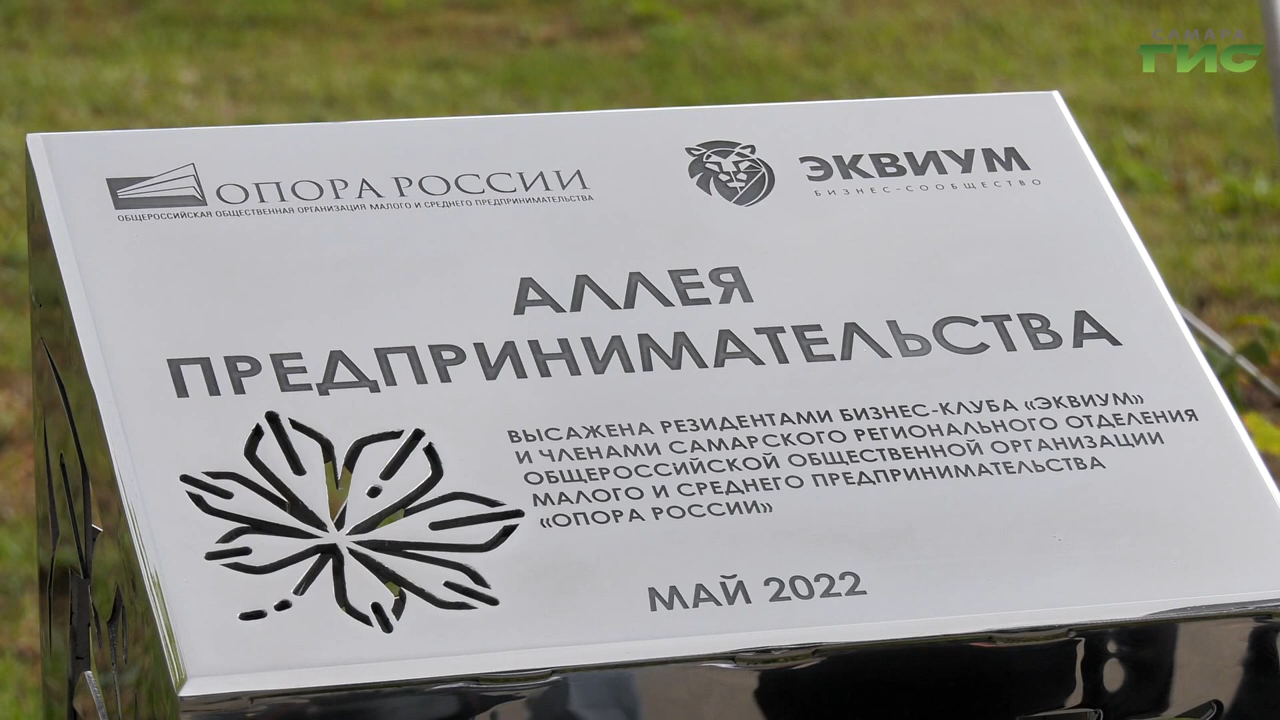 САМАРА
ГИС
ОПОРА РОССИИ
ОБЩЕРОССИЙСКАЯ ОБЩЕСТВЕННАЯ ОРГАНИЗАЦИЯ МАЛОГО И СРЕДНЕГО ПРЕДПРИНИМАТЕЛЬСТВА
ЭКВИУМ
БИЗНЕС-СООБЩЕСТВО
АЛЛЕЯ
ПРЕДПРИНИМАТЕЛЬСТВА
ВЫСАЖЕНА РЕЗИДЕНТАМИ БИЗНЕС-КЛУБА «ЭКВИУМ»
И ЧЛЕНАМИ САМАРСКОГО РЕГИОНАЛЬНОГО ОТДЕЛЕНИЯ
ОБЩЕРОССИЙСКОЙ ОБЩЕСТВЕННОЙ ОРГАНИЗАЦИИ
МАЛОГО И СРЕДНЕГО ПРЕДПРИНИМАТЕЛЬСТВА
«ОПОРА РОССИИ»
МАЙ 2022